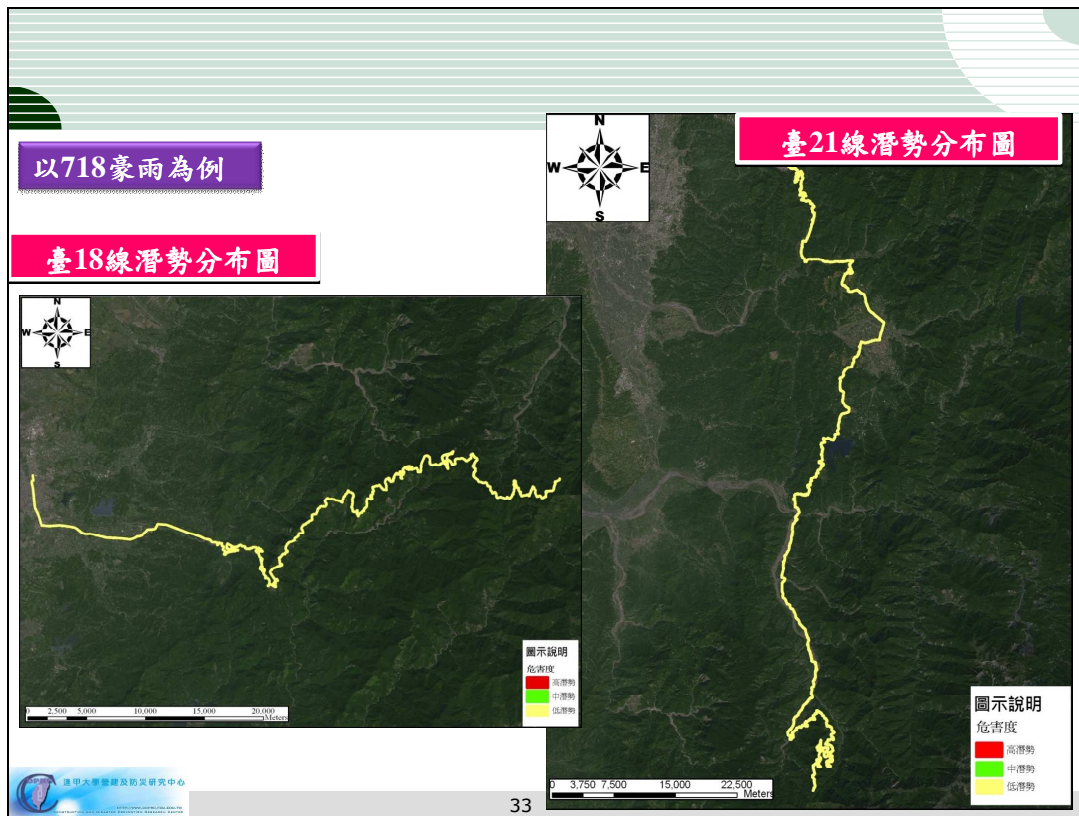 以718豪雨為例
臺18線潛勢分布圖
臺21線潛勢分布圖
N
W
E
S
圖示說明
危害度
高潛勢
中潛勢
低潛勢
0 2,500 5,000 10,000 15,000 20,000
Meters
N
W
E
S
圖示說明
危害度
高潛勢
中潛勢
低潛勢
0 3,750 7,500 15,000 22,500
Meters
逢甲大學營建及防災研究中心
33